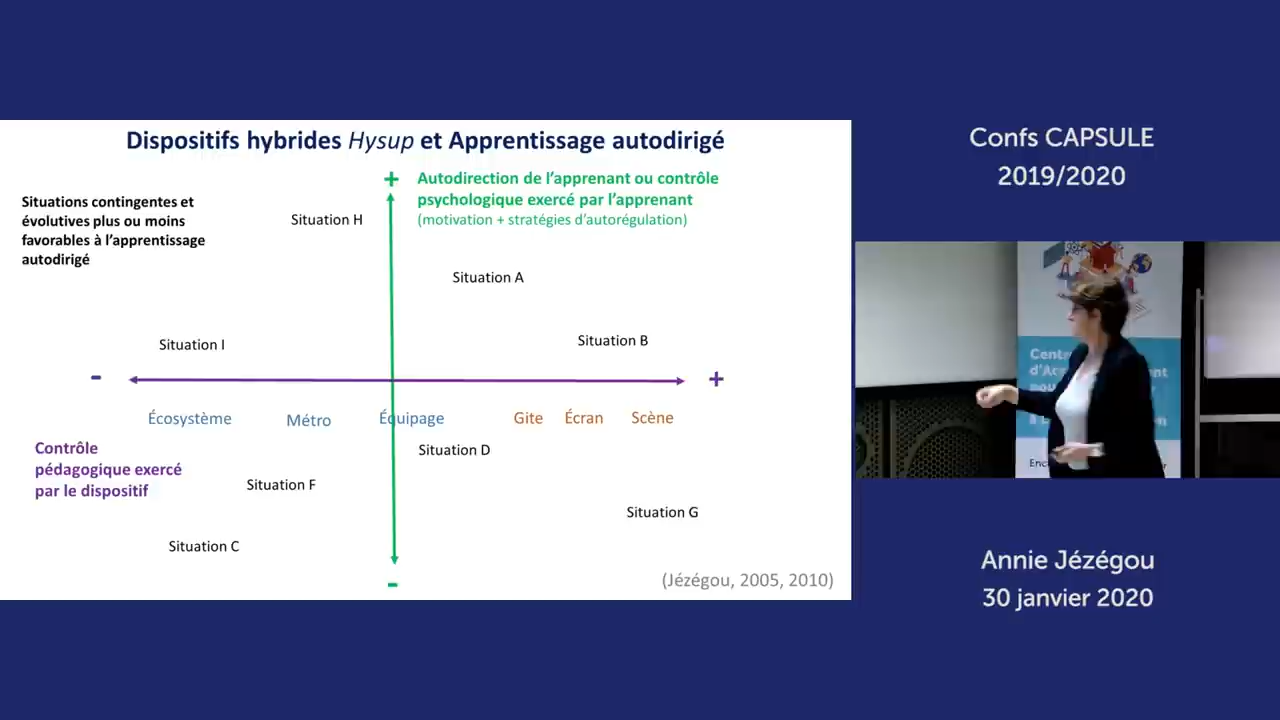 Dispositifs hybrides Hysup et Apprentissage autodirigé
+
Autodirection de l'apprenant ou contrôle
psychologique exercé par l'apprenant
(motivation + stratégies d'autorégulation)
Situations contingentes et
évolutives plus ou moins
favorables à l'apprentissage
autodirigé
Situation H
Situation A
Situation I
Situation B
-
+
Écosystème
Métro
Équipage
Gite
Écran
Scène
Contrôle
pédagogique exercé
par le dispositif
Situation D
Situation F
Situation G
Situation C
-
(Jézégou, 2005, 2010)
Confs CAPSULE
2019/2020
Annie Jézégou
30 janvier 2020